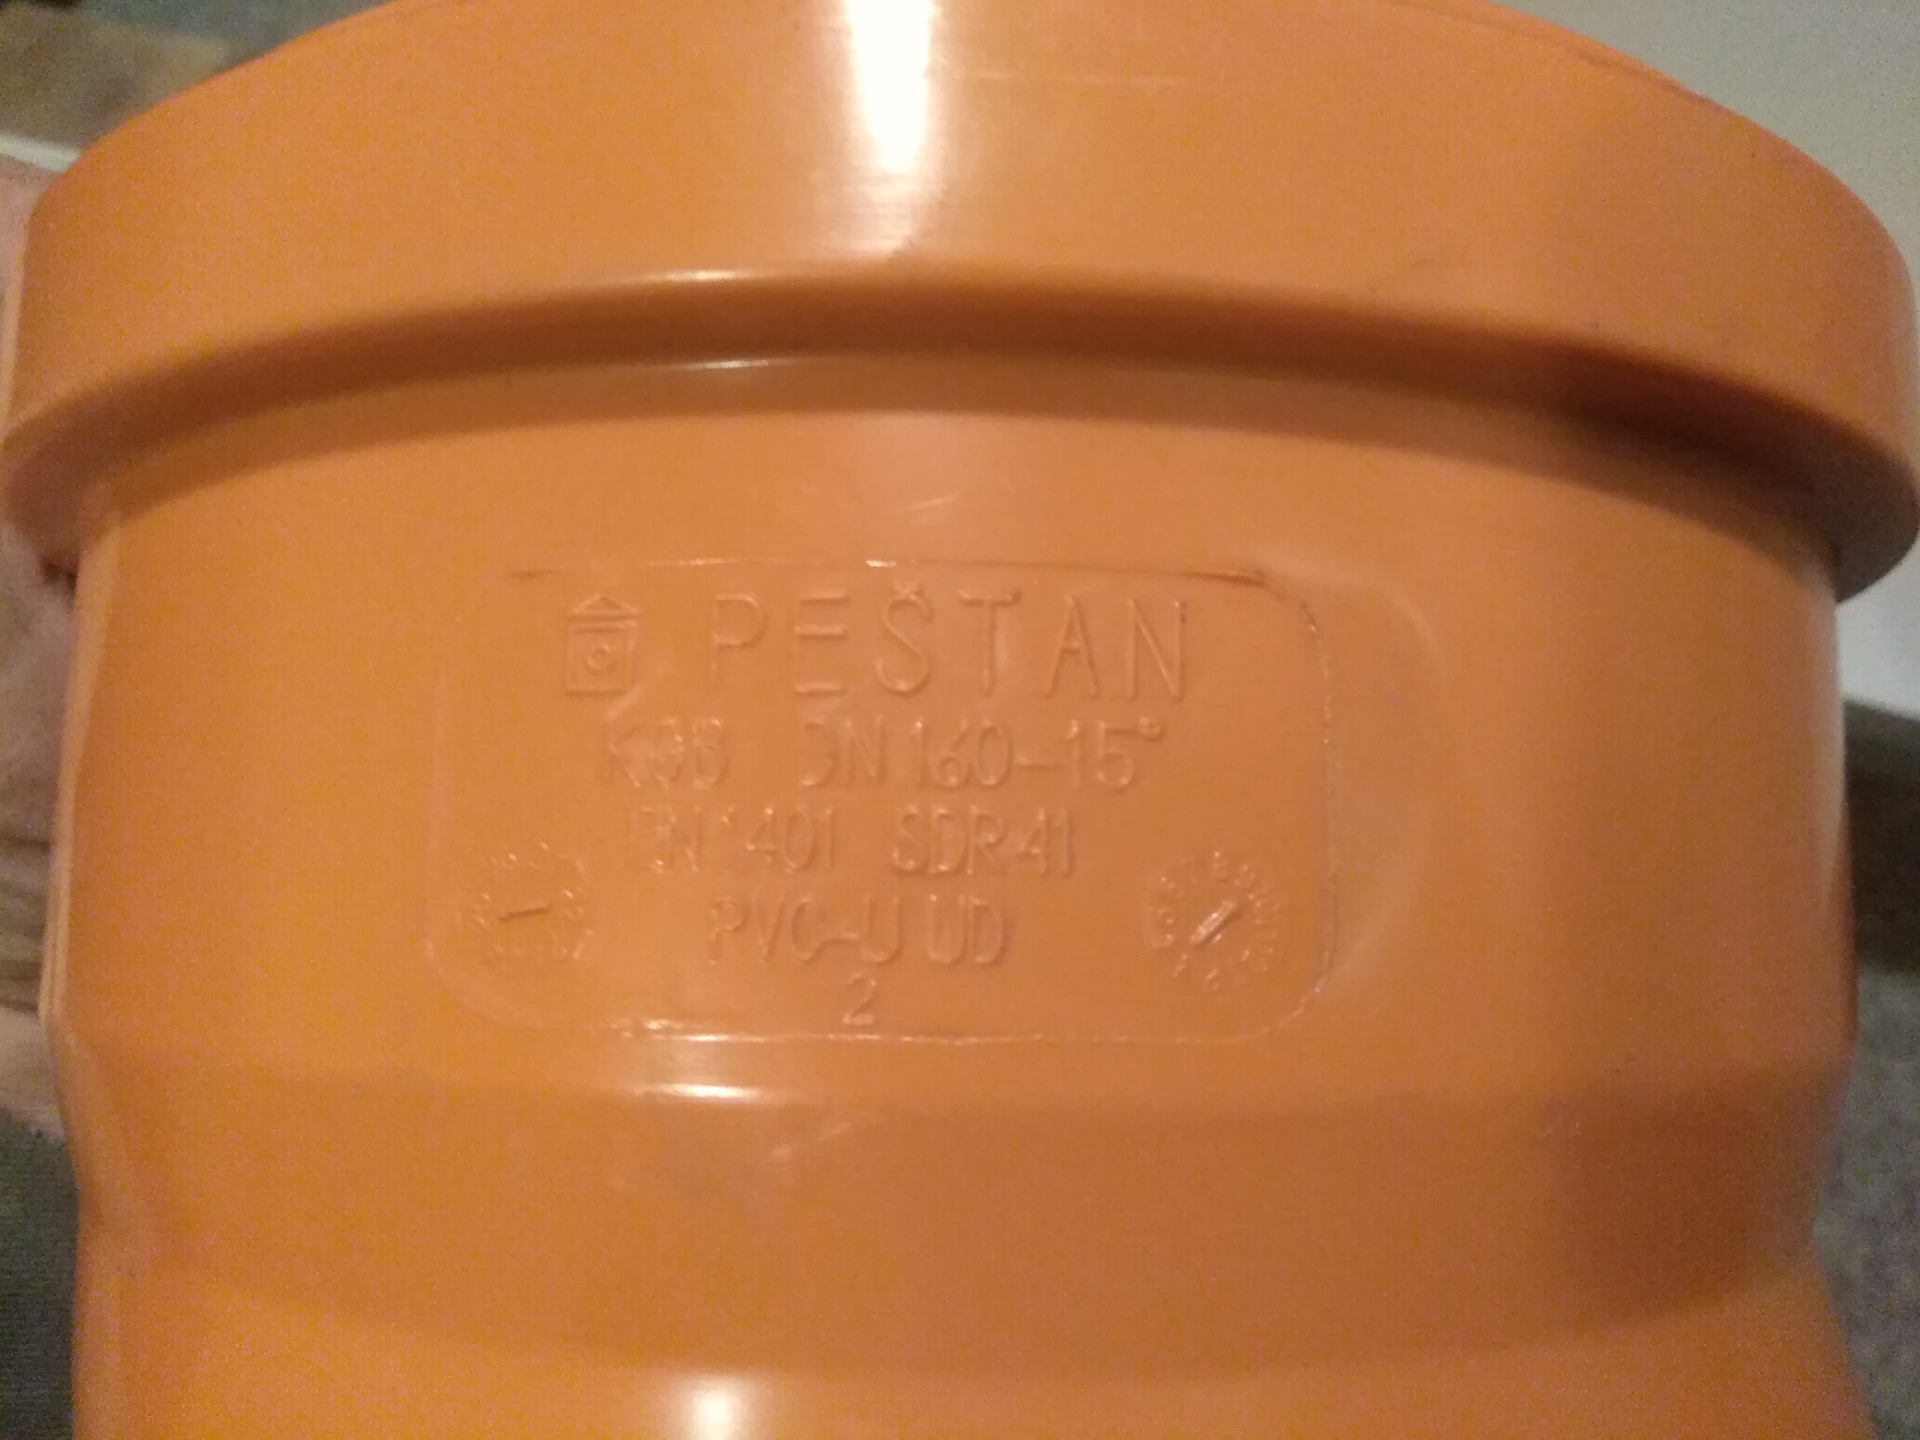 PEŠTAN
KGB DN 160-15°
EN 1401 SDR 41
PVC-U UD
2